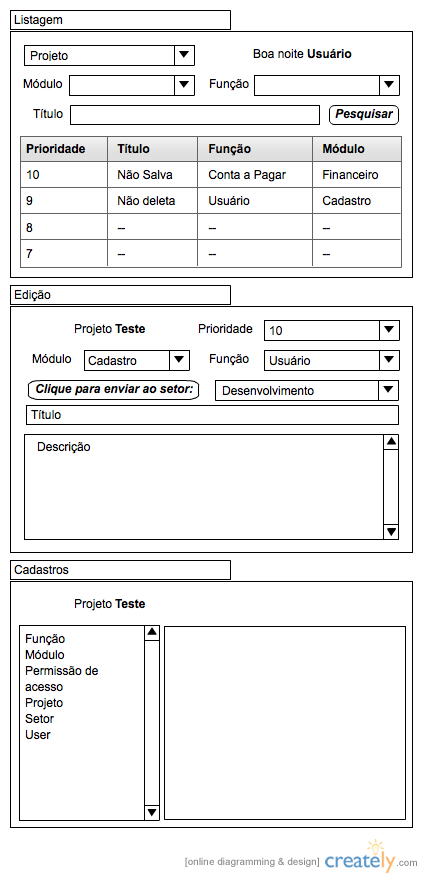 Listagem
Projeto
Boa noite Usuário
Módulo
Função
Título
Pesquisar
Prioridade Título Função Módulo
10 Não Salva Conta a Pagar Financeiro
9 Não deleta Usuário Cadastro
8 -- -- --
7 -- -- --
Edição
Projeto Teste
Prioridade
10
Módulo
Cadastro
Função
Usuário
Clique para enviar ao setor:
Desenvolvimento
Título
Descrição
Cadastros
Projeto Teste
Função
Módulo
Permissão de
acesso
Projeto
Setor
User
[online diagramming & design] creately.com